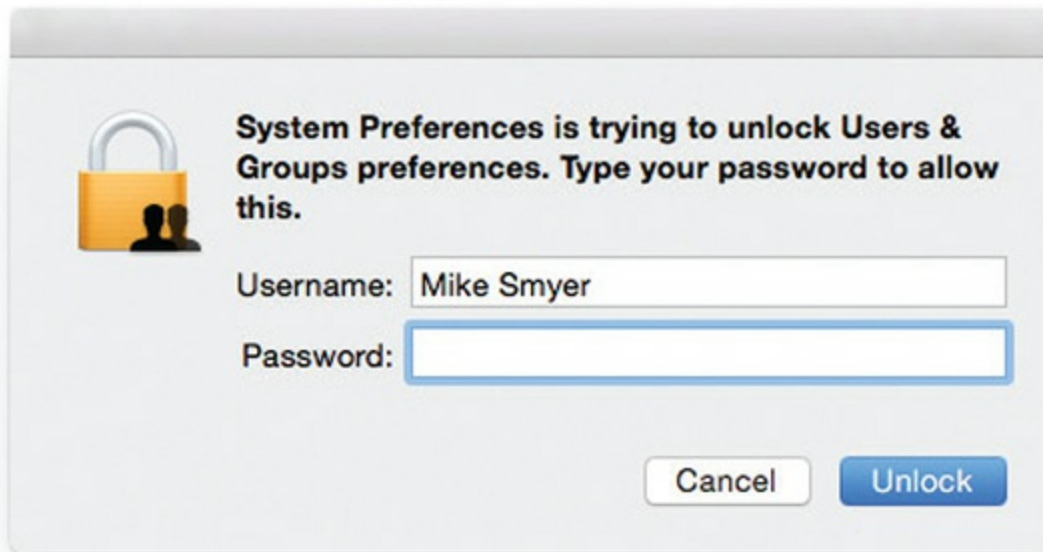 System Preferences is trying to unlock Users &
Groups preferences. Type your password to allow
this.
Username: Mike Smyer
Password:
Cancel Unlock